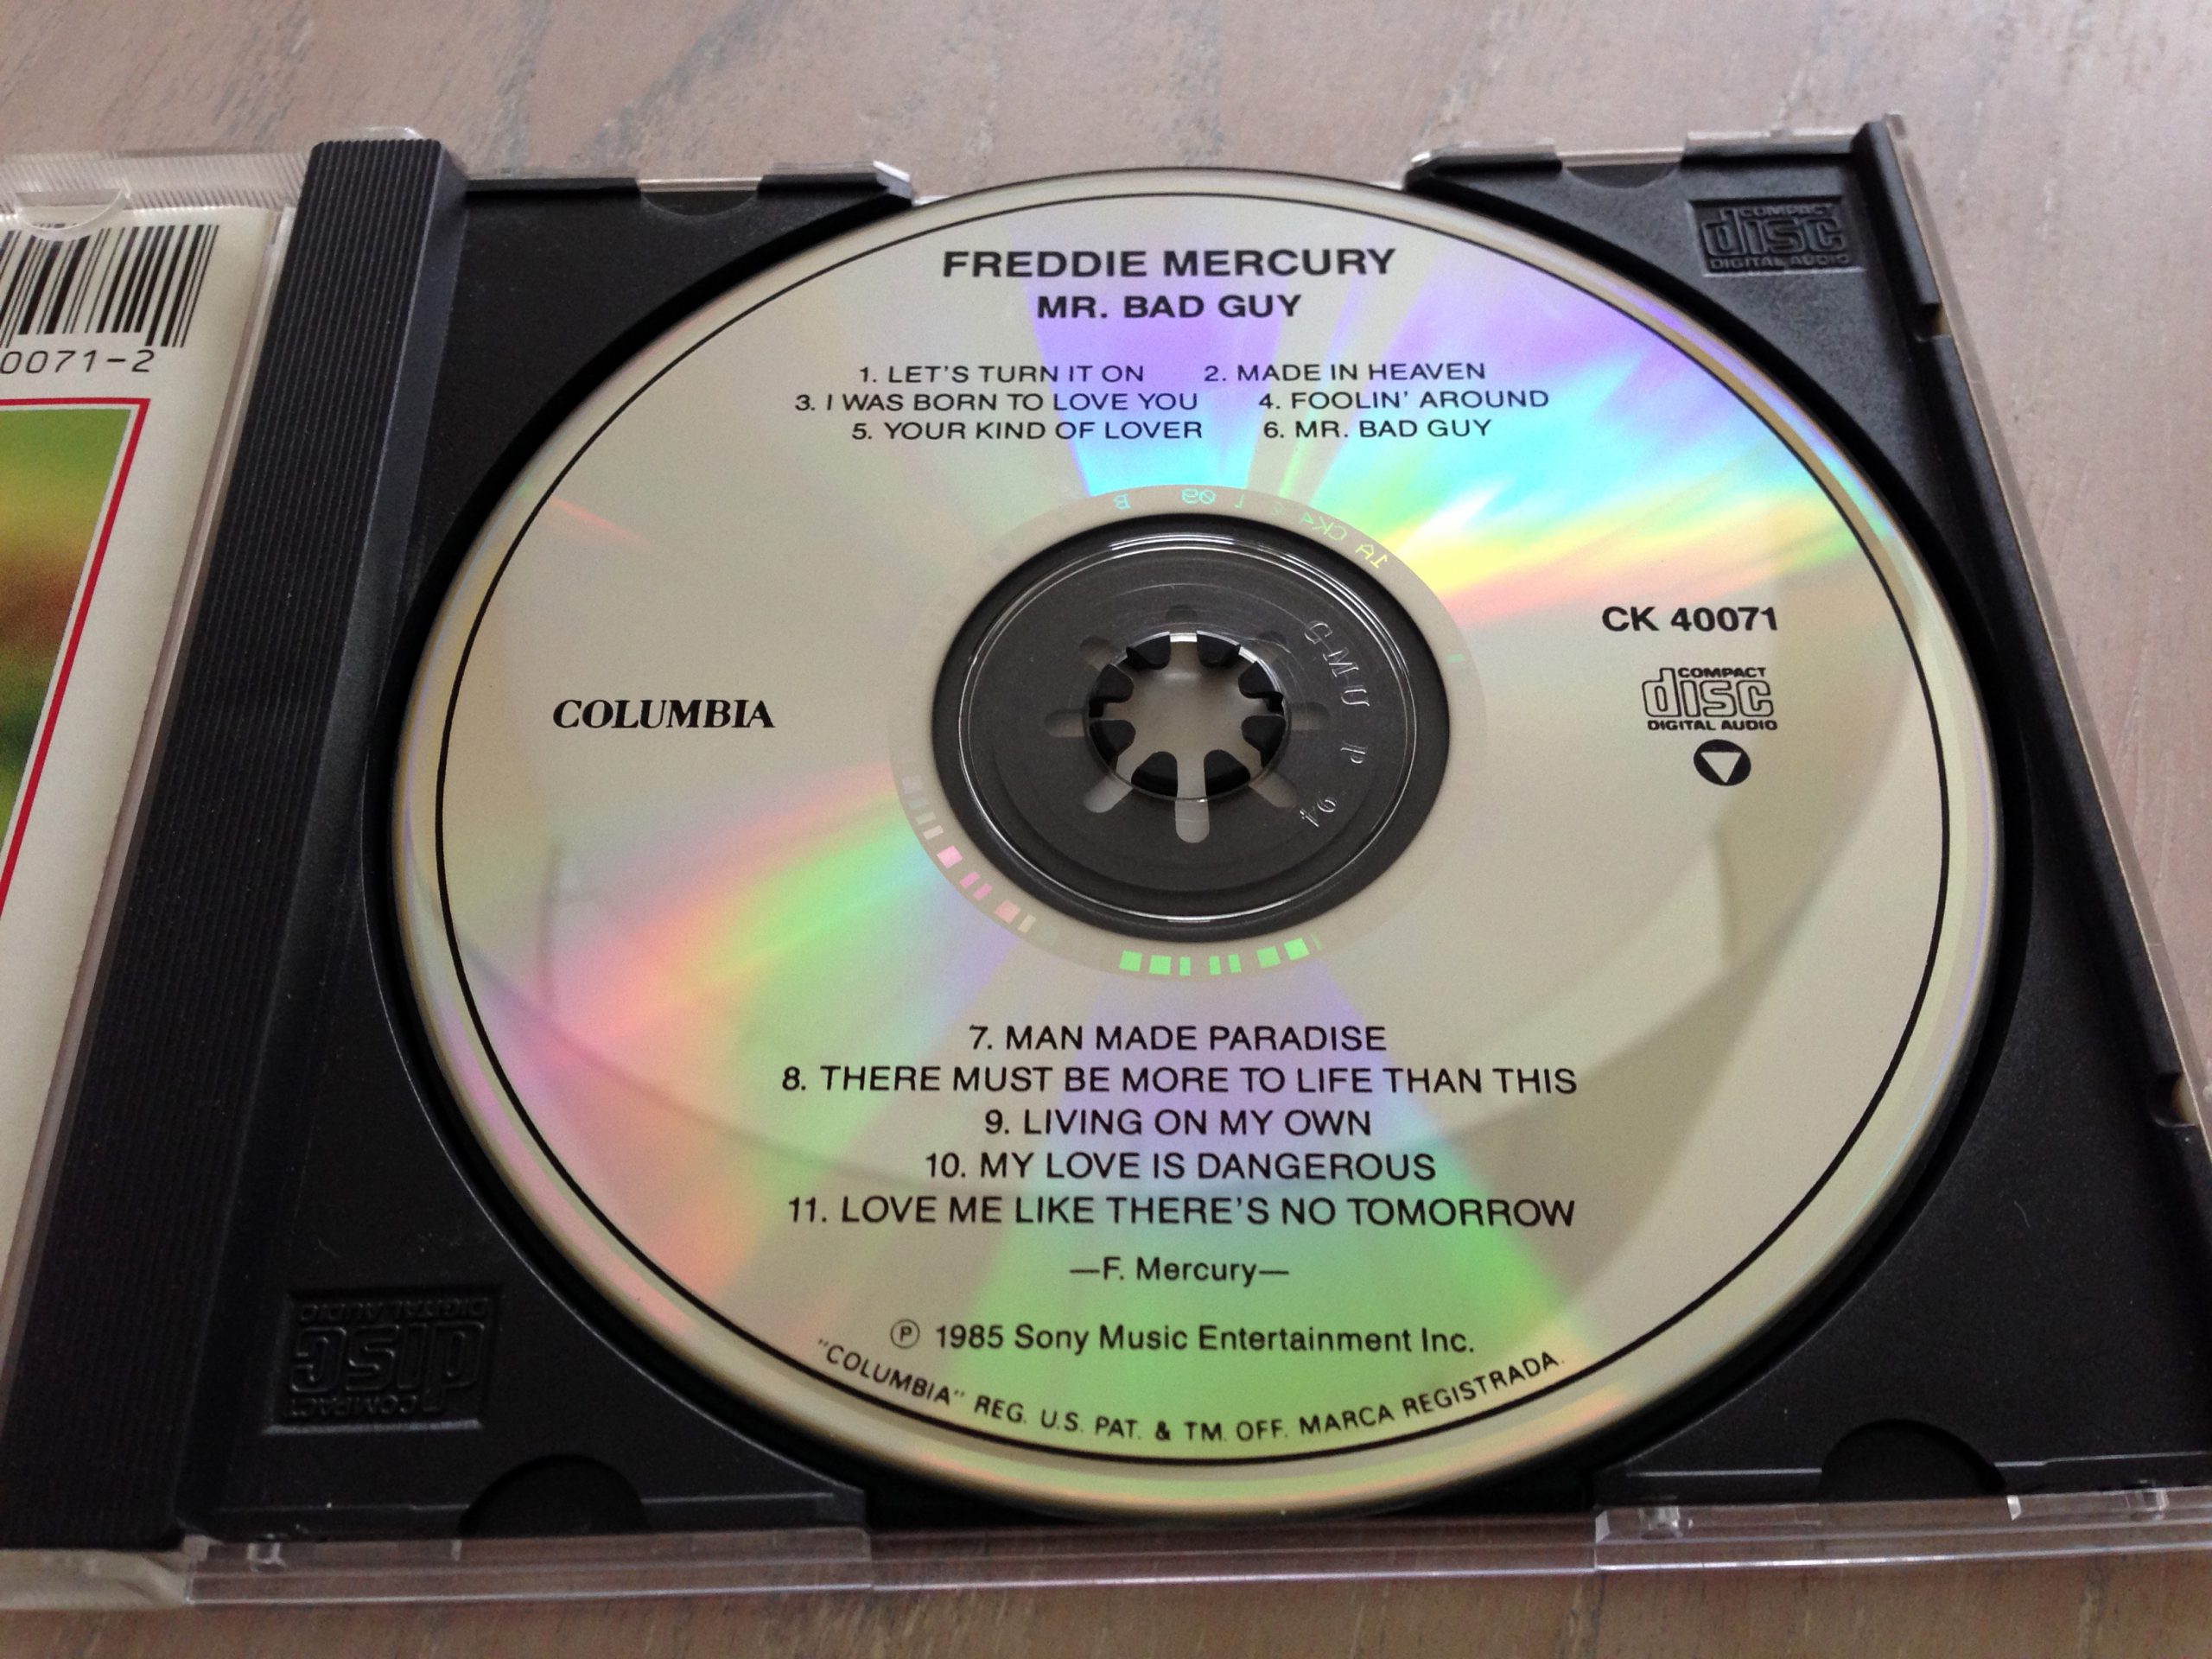 0071-2
FREDDIE MERCURY
MR. BAD GUY
1. LET'S TURN IT ON 2. MADE IN HEAVEN
3. I WAS BORN TO LOVE YOU 4. FOOLIN' AROUND
5. YOUR KIND OF LOVER 6. MR. BAD GUY
COLUMBIA
CK 40071
COMPACT
disc
DIGITAL AUDIO
7. MAN MADE PARADISE
8. THERE MUST BE MORE TO LIFE THAN THIS
9. LIVING ON MY OWN
10. MY LOVE IS DANGEROUS
11. LOVE ME LIKE THERE'S NO TOMORROW
—F. Mercury—
℗ 1985 Sony Music Entertainment Inc.
"COLUMBIA" REG. U.S. PAT. & TM. OFF. MARCA REGISTRADA.
COMPACT
disc
DIGITAL AUDIO
COMPACT
disc
DIGITAL AUDIO